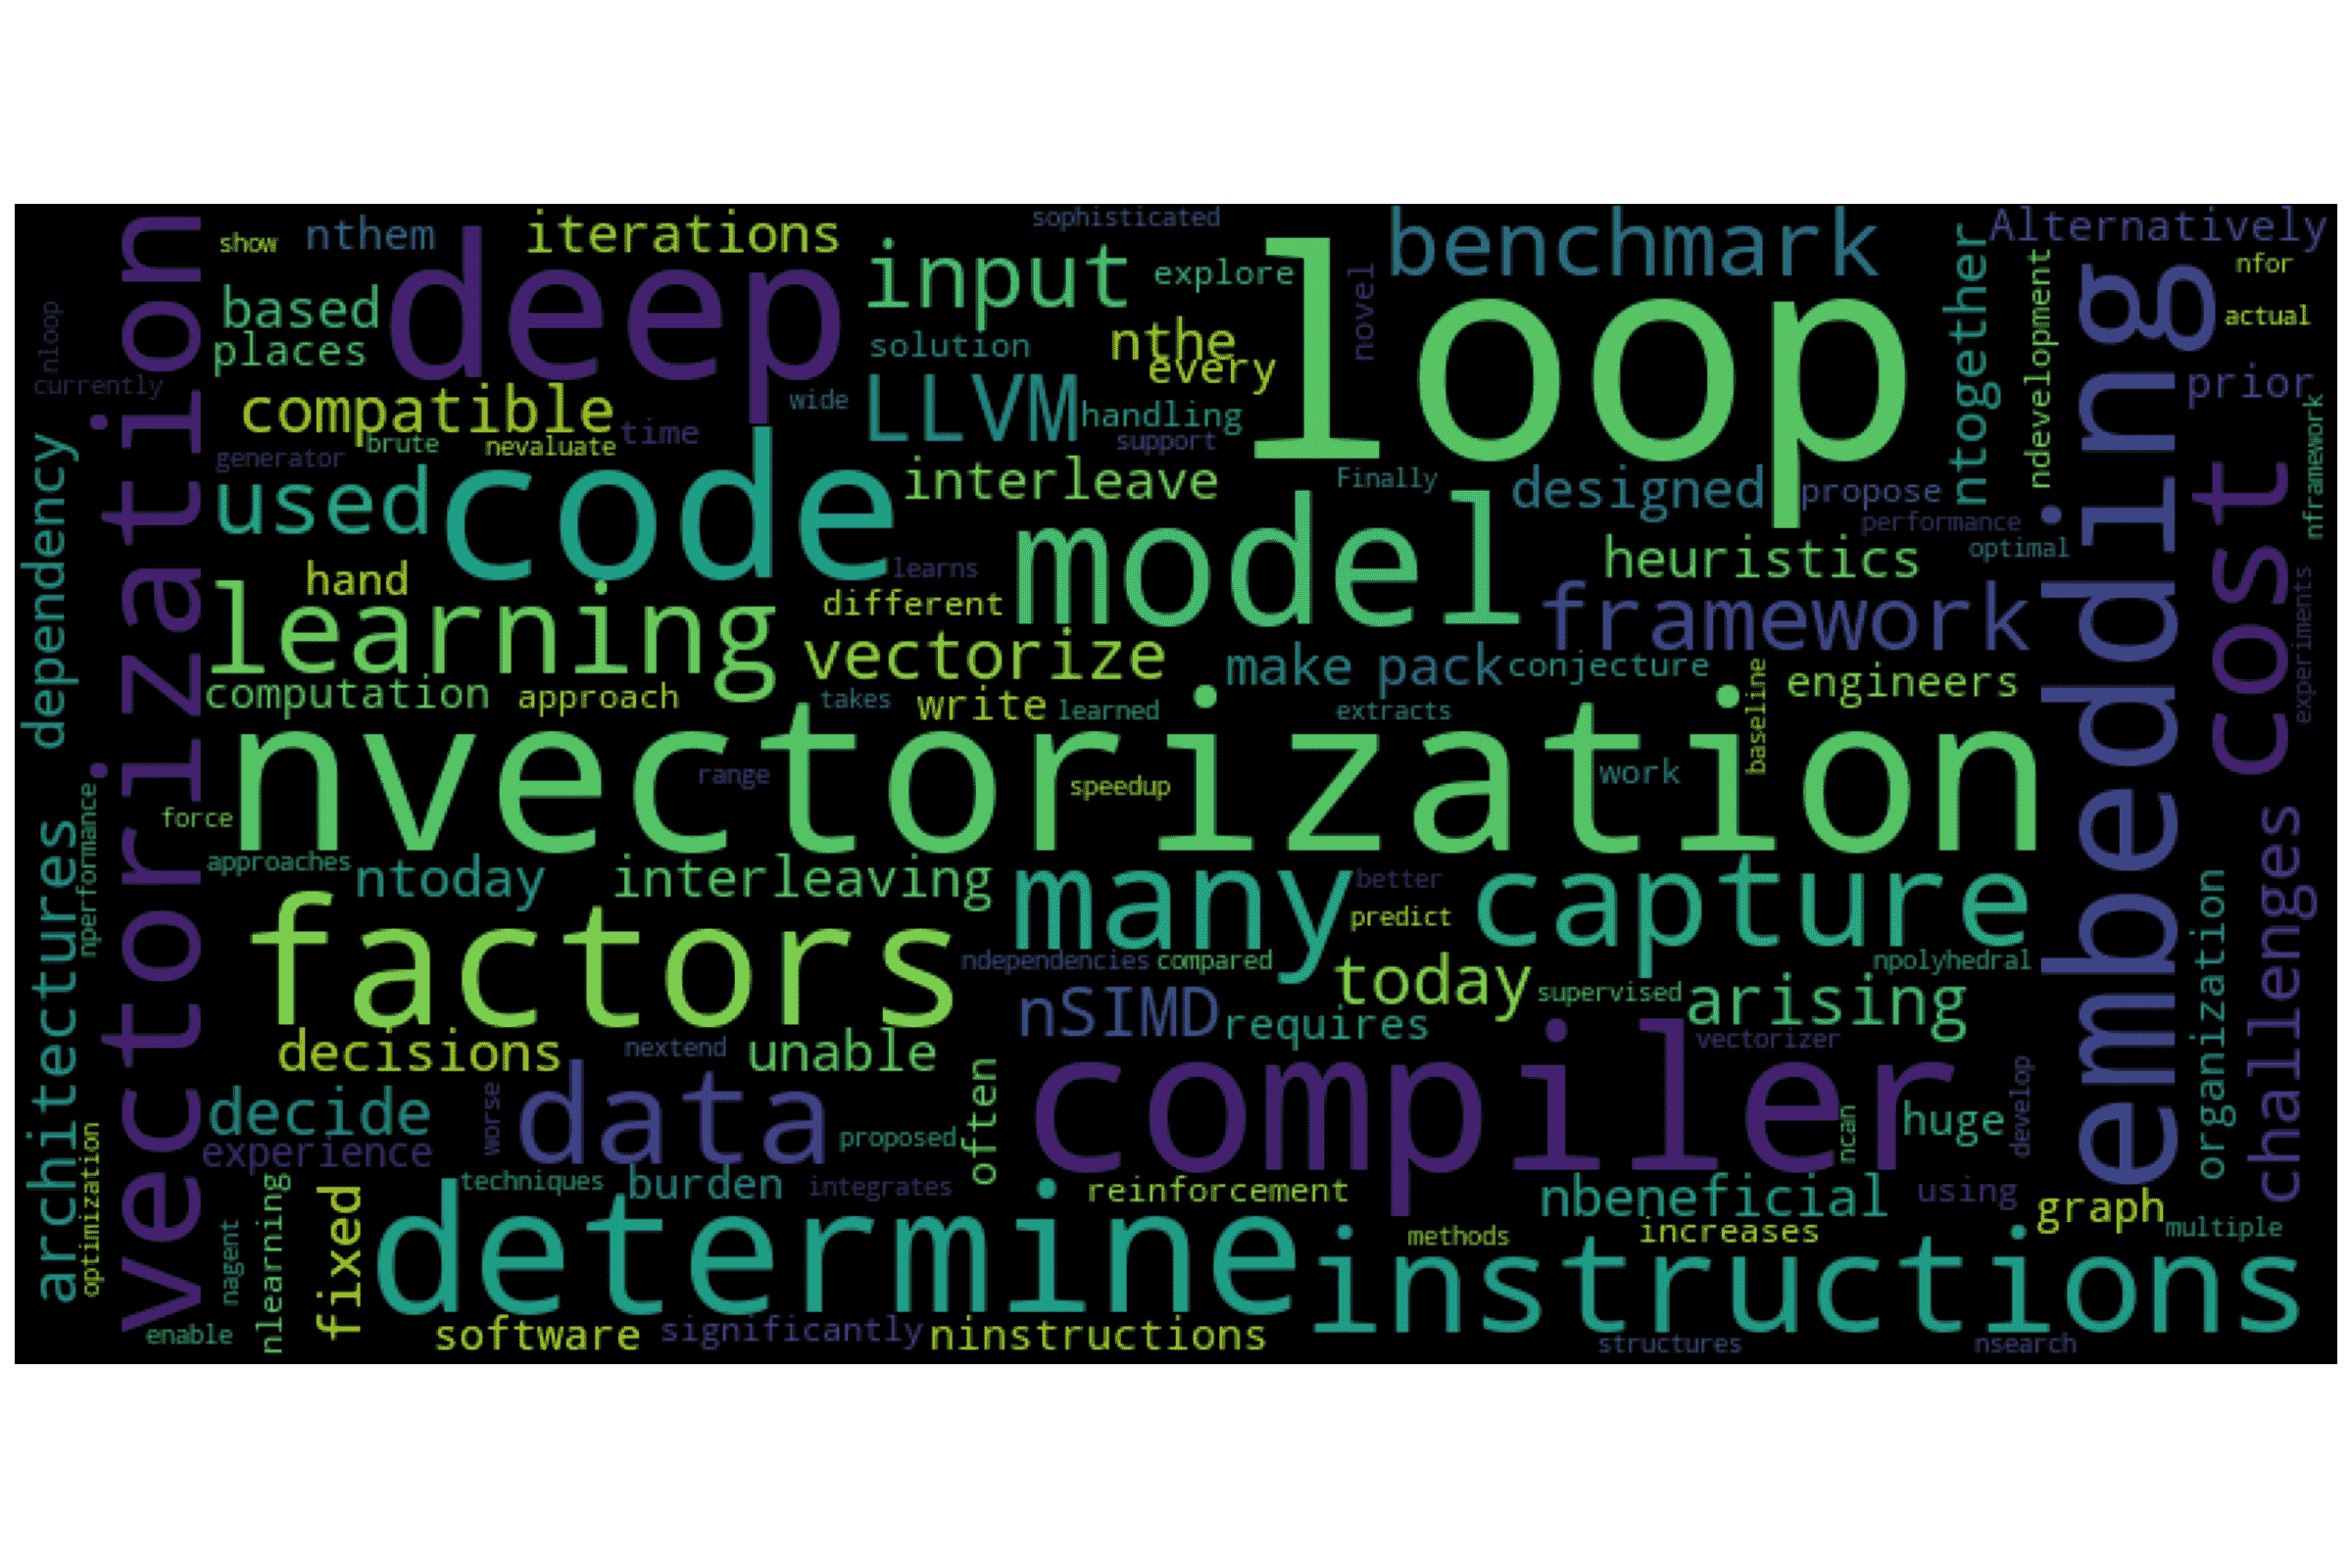 vectorization
deep
loop
embedding
cost
nthem
show
iterations
sophisticated
benchmark
Alternatively
nfor
actual
input
explore
novel
ntogether
ndevelopment
based
places
nloop
currently
solution
nthe
every
prior
compatible
brute
nevaluate
time
wide
LLVM
handling
support
generator
used
code
interleave
Finally
designed
propose
performance
optimal
nframework
dependency
hand
learns
model
heuristics
learning
different
framework
experiments
vectorize
make
pack
conjecture
engineers
computation
approach
takes
write
learned
extracts
baseline
nvectorization
range
speedup
work
force
nperformance
architectures
approaches
ntoday
interleaving
many
better
predict
capture
challenges
organization
factors
ndependencies
compared
npolyhedral
today
supervised
arising
nSIMD
requires
decisions
nextend
unable
vectorizer
compiler
data
often
decide
experience
worse
proposed
ncan
huge
develop
techniques
burden
integrates
reinforcement
nbeneficial
using
graph
multiple
optimization
nagent
nlearning
fixed
determine
methods
increases
instructions
enable
software
significantly
ninstructions
structures
nsearch